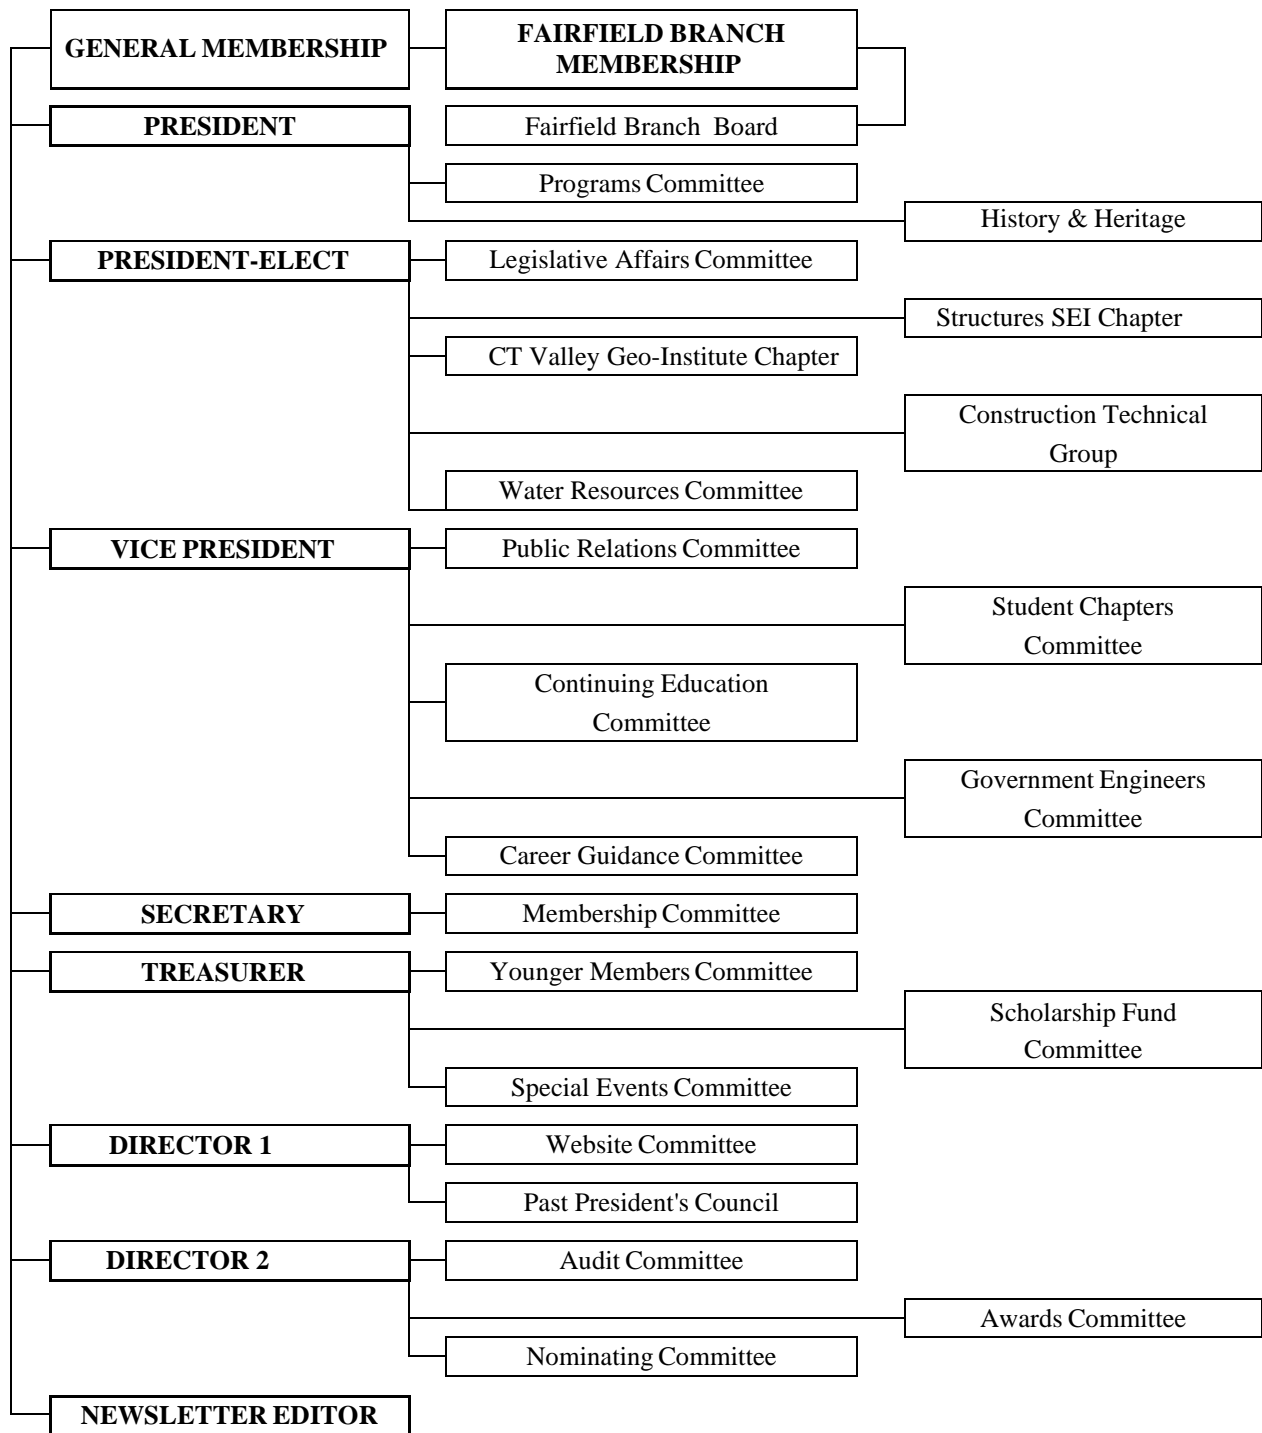 GENERAL MEMBERSHIP
FAIRFIELD BRANCH
MEMBERSHIP
PRESIDENT
Fairfield Branch Board
Programs Committee
History & Heritage
PRESIDENT-ELECT
Legislative Affairs Committee
Structures SEI Chapter
CT Valley Geo-Institute Chapter
Construction Technical
Group
Water Resources Committee
VICE PRESIDENT
Public Relations Committee
Student Chapters
Committee
Continuing Education
Committee
Government Engineers
Committee
Career Guidance Committee
SECRETARY
Membership Committee
TREASURER
Younger Members Committee
Scholarship Fund
Committee
Special Events Committee
DIRECTOR 1
Website Committee
Past President's Council
DIRECTOR 2
Audit Committee
Awards Committee
Nominating Committee
NEWSLETTER EDITOR